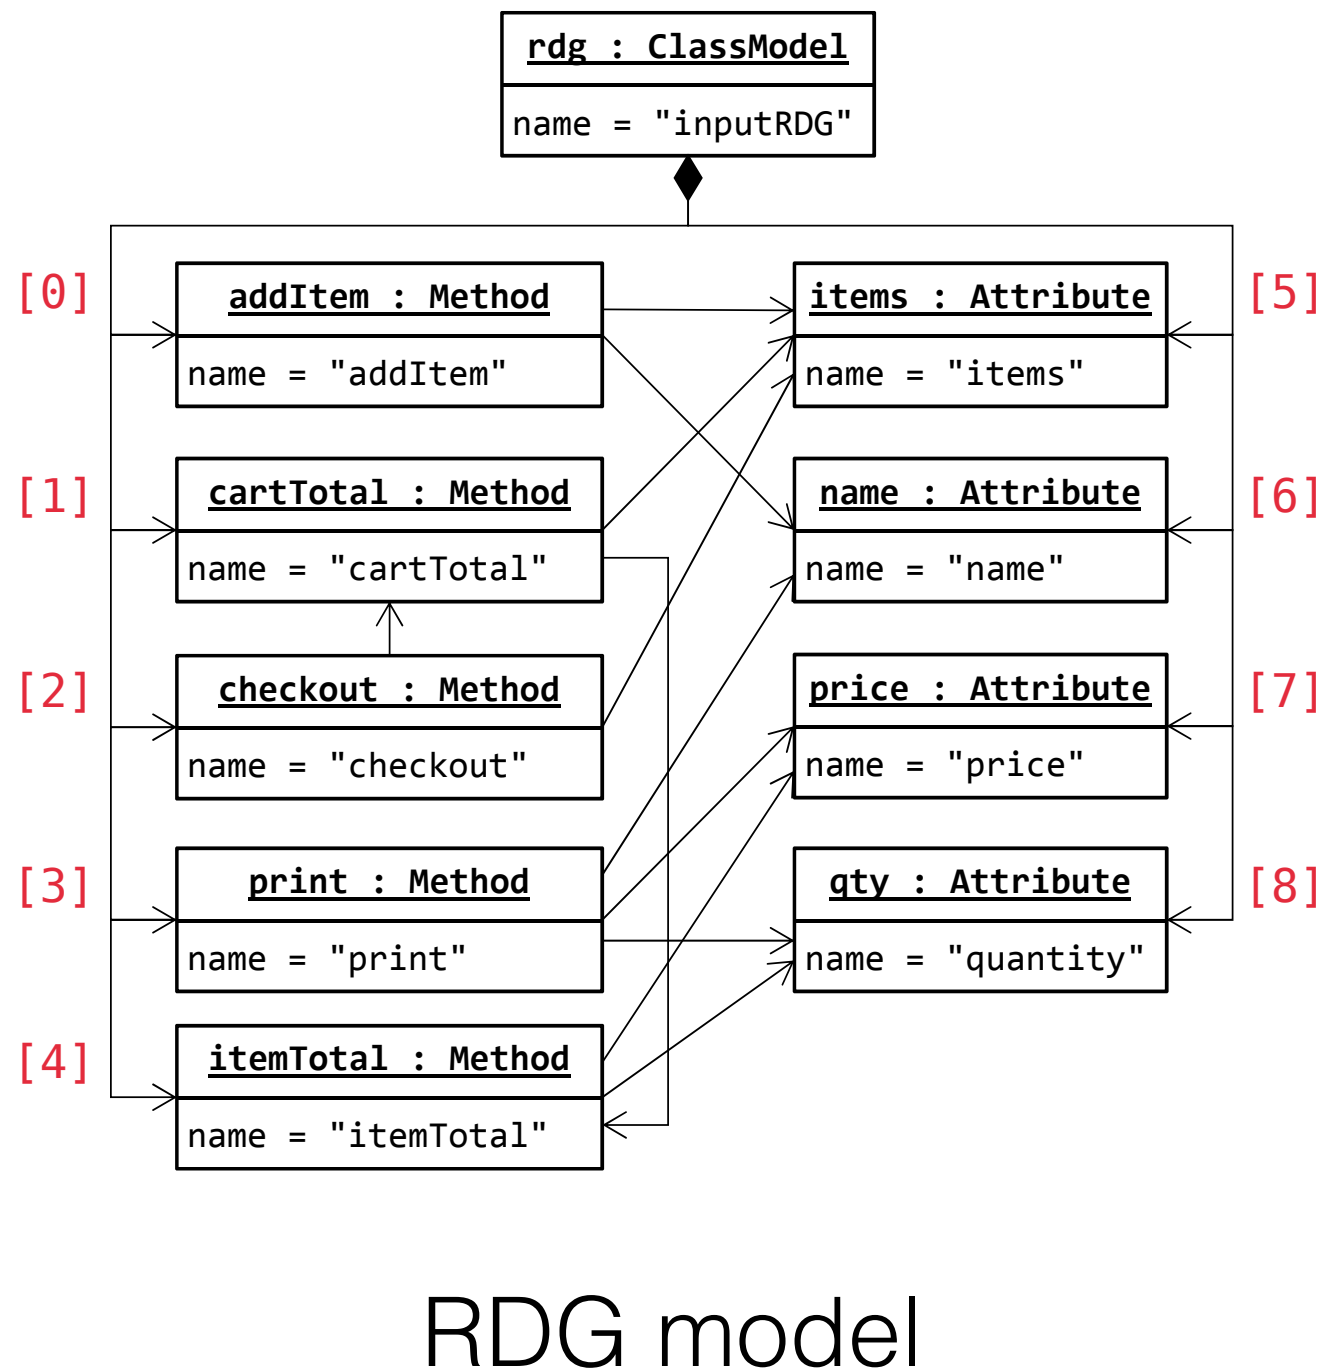 rdg : ClassModel
name = "inputRDG"
[0]
addItem : Method
name = "addItem"
items : Attribute
name = "items"
[5]
[1]
cartTotal : Method
name = "cartTotal"
name : Attribute
name = "name"
[6]
[2]
checkout : Method
name = "checkout"
price : Attribute
name = "price"
[7]
[3]
print : Method
name = "print"
qty : Attribute
name = "quantity"
[8]
[4]
itemTotal : Method
name = "itemTotal"
RDG model